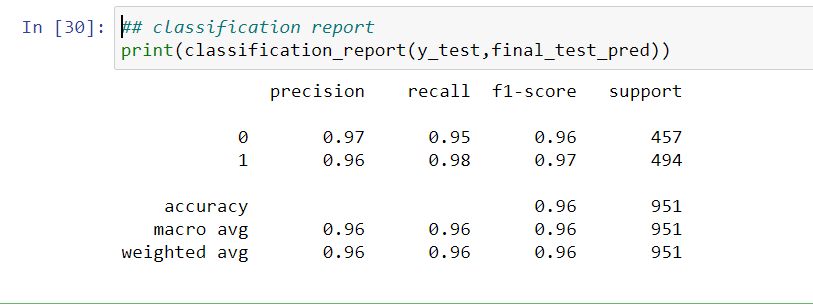 In [30]: ## classification report
print(classification_report(y_test,final_test_pred))
precision recall f1-score support
0 0.97 0.95 0.96 457
1 0.96 0.98 0.97 494
accuracy 0.96 951
macro avg 0.96 0.96 0.96 951
weighted avg 0.96 0.96 0.96 951